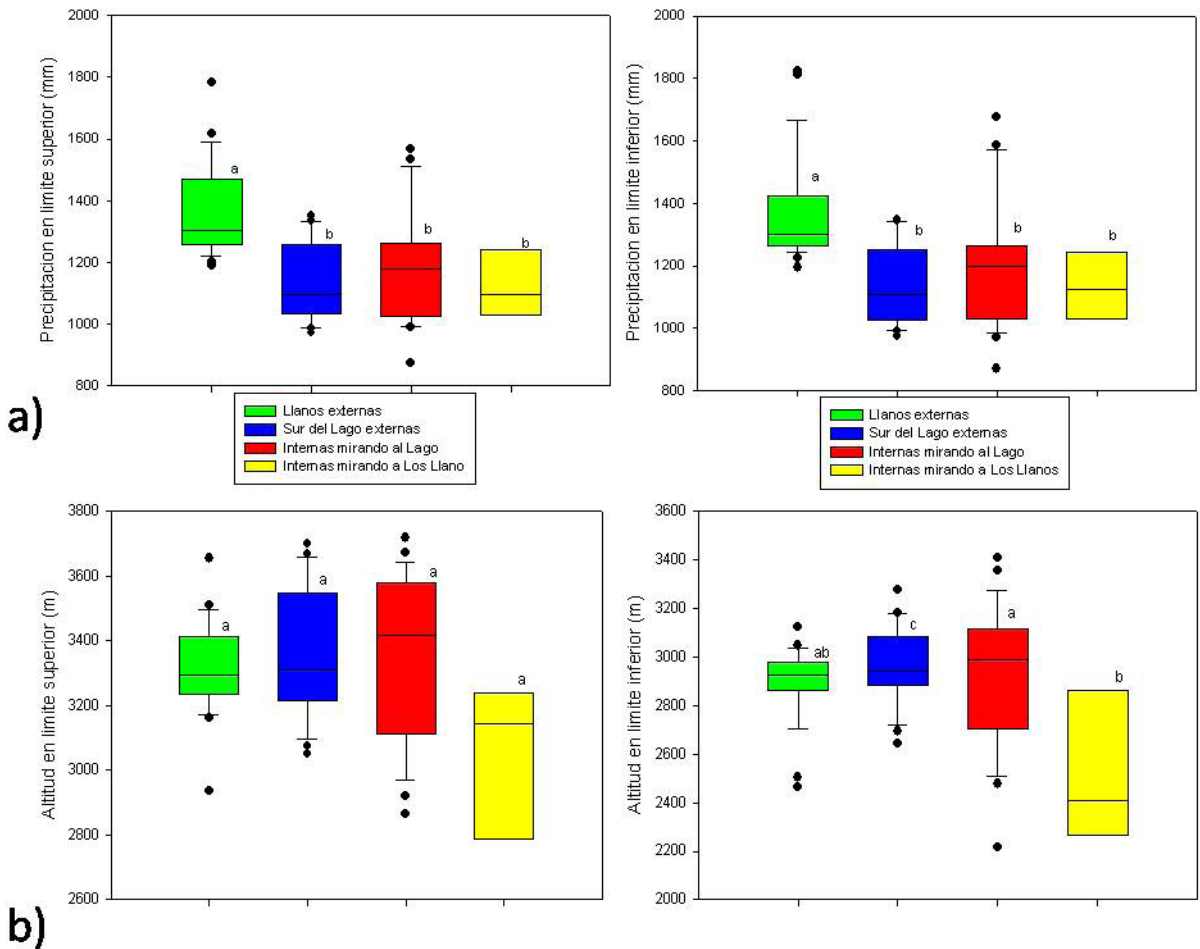 Precipitacion en limite superior (mm)
2000
1800
1600
1400
1200
1000
800
a
b
b
b
Precipitacion en limite inferior (mm)
2000
1800
1600
1400
1200
1000
800
a
b
b
b
a)
Llanos externas
Sur del Lago externas
Internas mirando al Lago
Internas mirando a Los Llano
Llanos externas
Sur del Lago externas
Internas mirando al Lago
Internas mirando a Los Llanos
Altitud en limite superior (m)
3800
3600
3400
3200
3000
2800
2600
a
a
a
a
Altitud en limite inferior (m)
3600
3400
3200
3000
2800
2600
2400
2200
2000
ab
c
a
b
b)